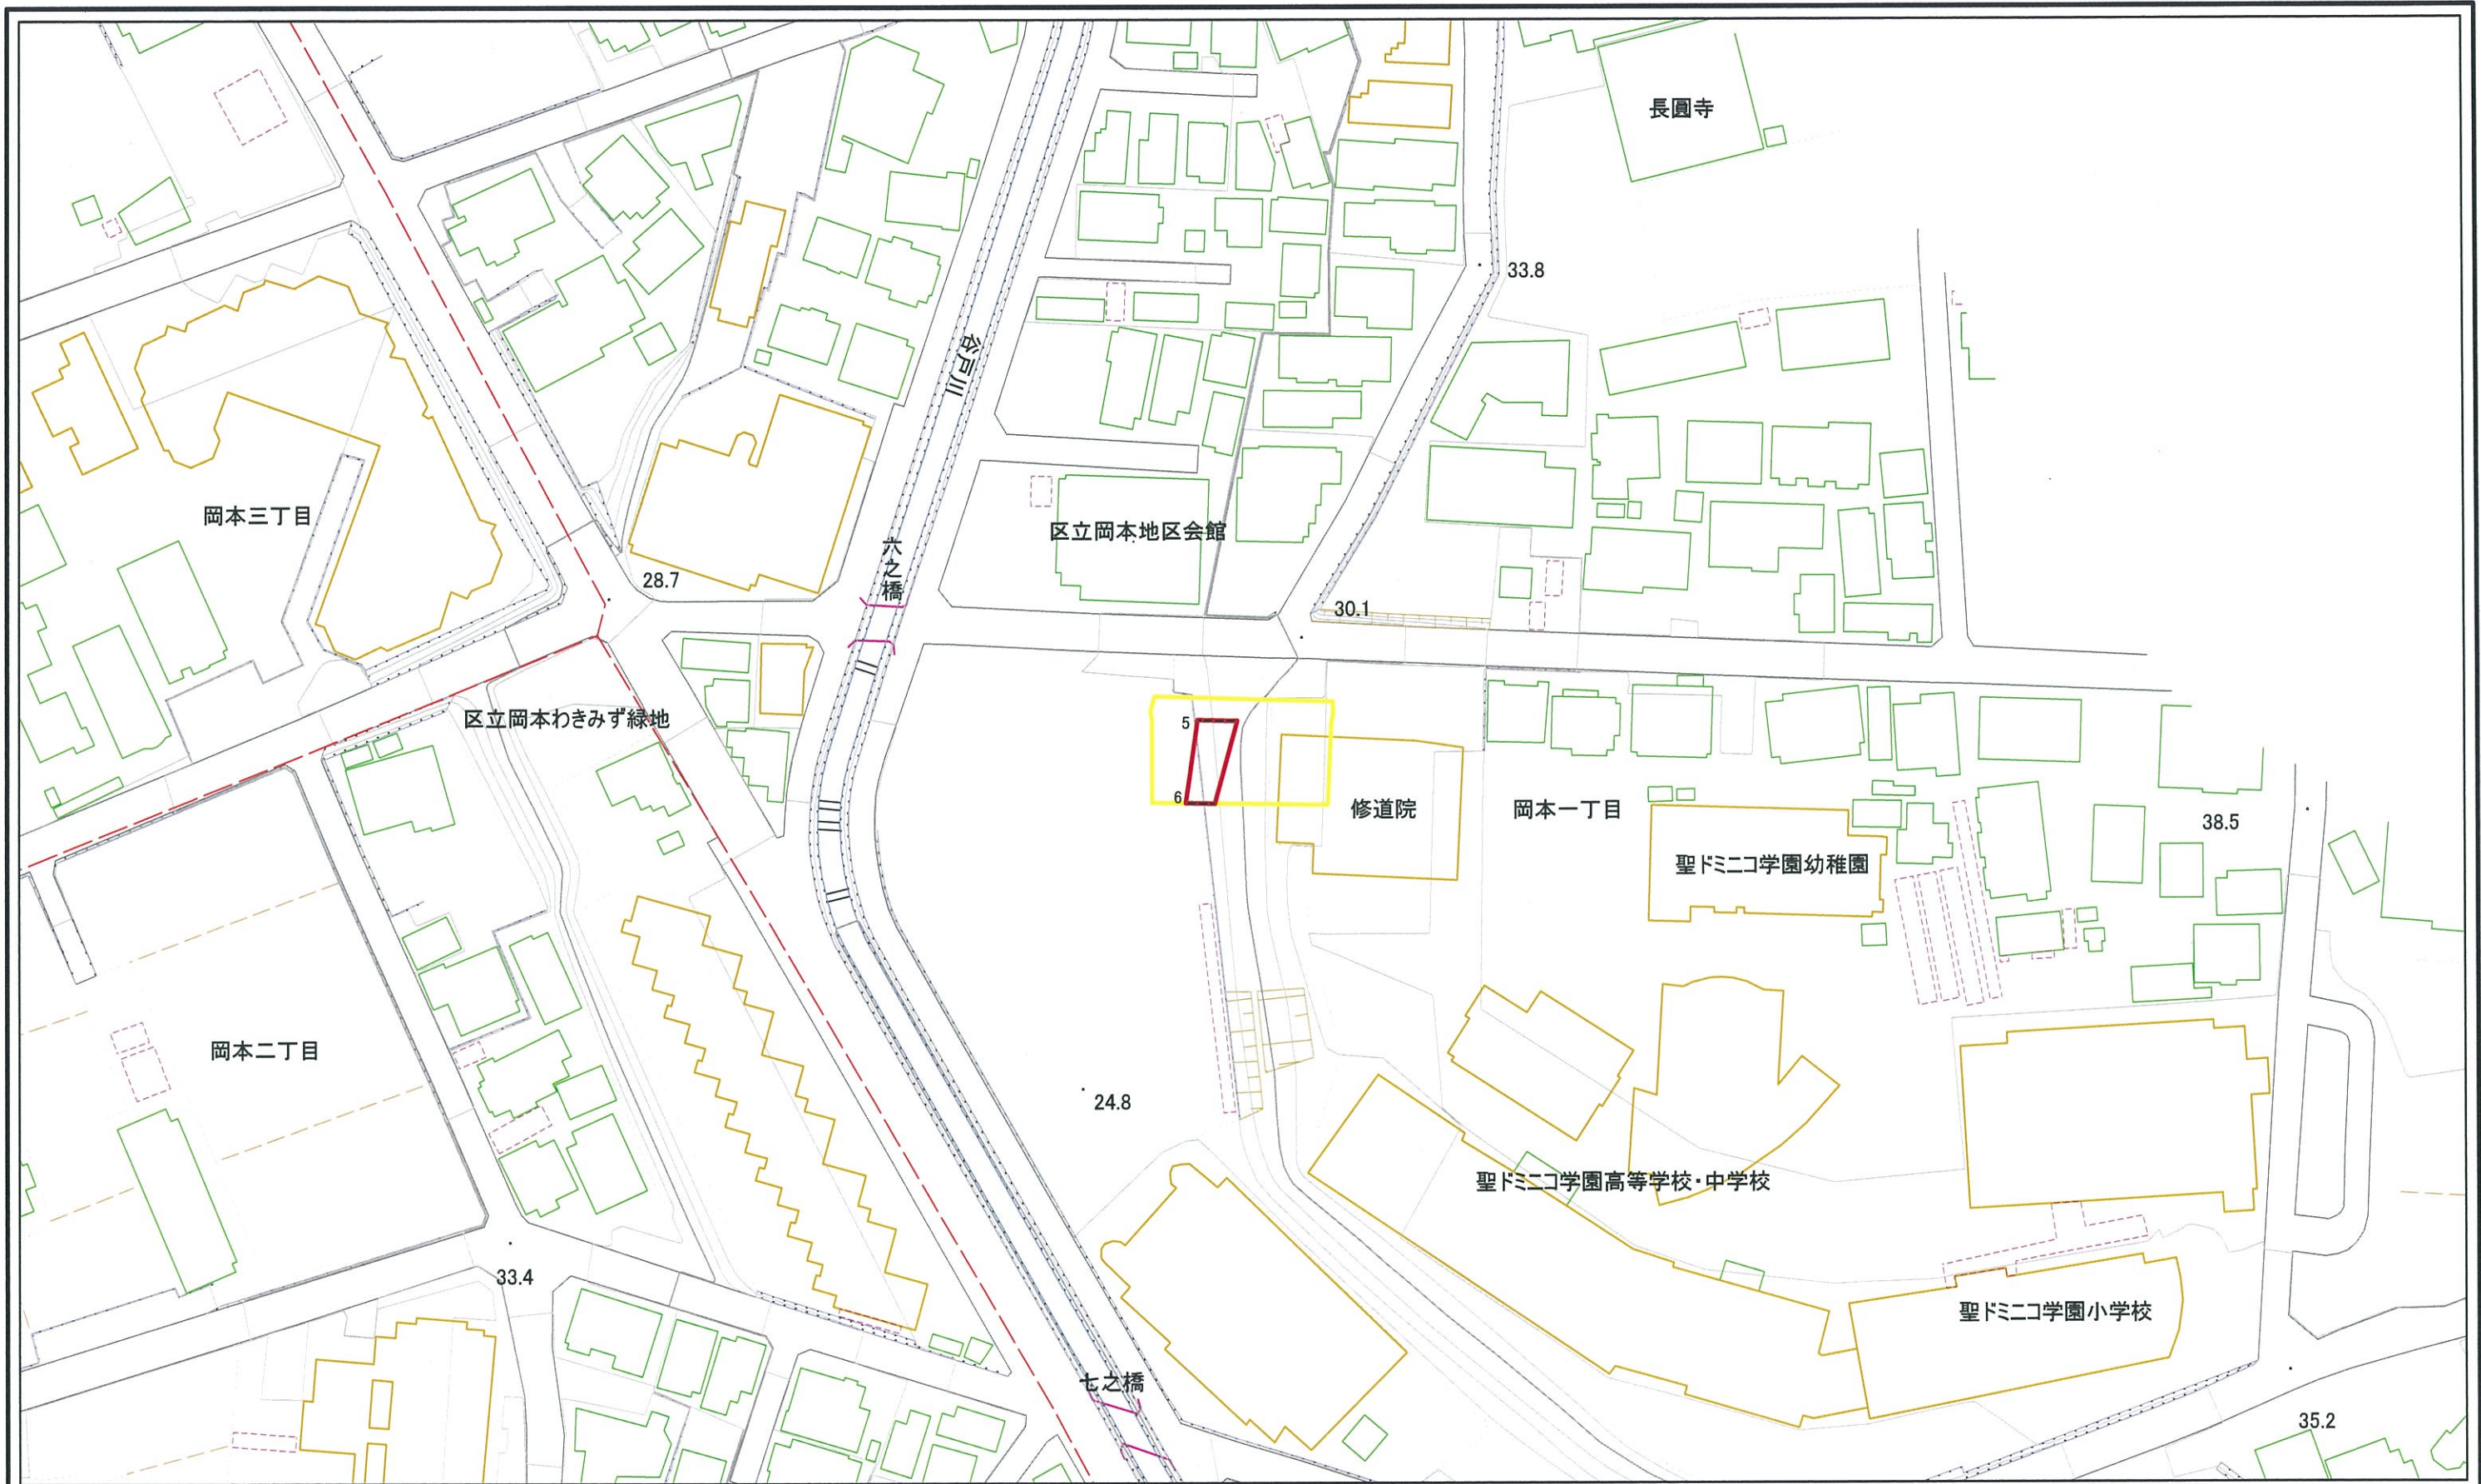 長圓寺
33.8
谷戸川
岡本三丁目
区立岡本地区会館
六之橋
28.7
30.1
区立岡本わきみず緑地
5
6
修道院
岡本一丁目
38.5
聖ドミニコ学園幼稚園
岡本二丁目
24.8
聖ドミニコ学園高等学校・中学校
33.4
聖ドミニコ学園小学校
七之橋
35.2